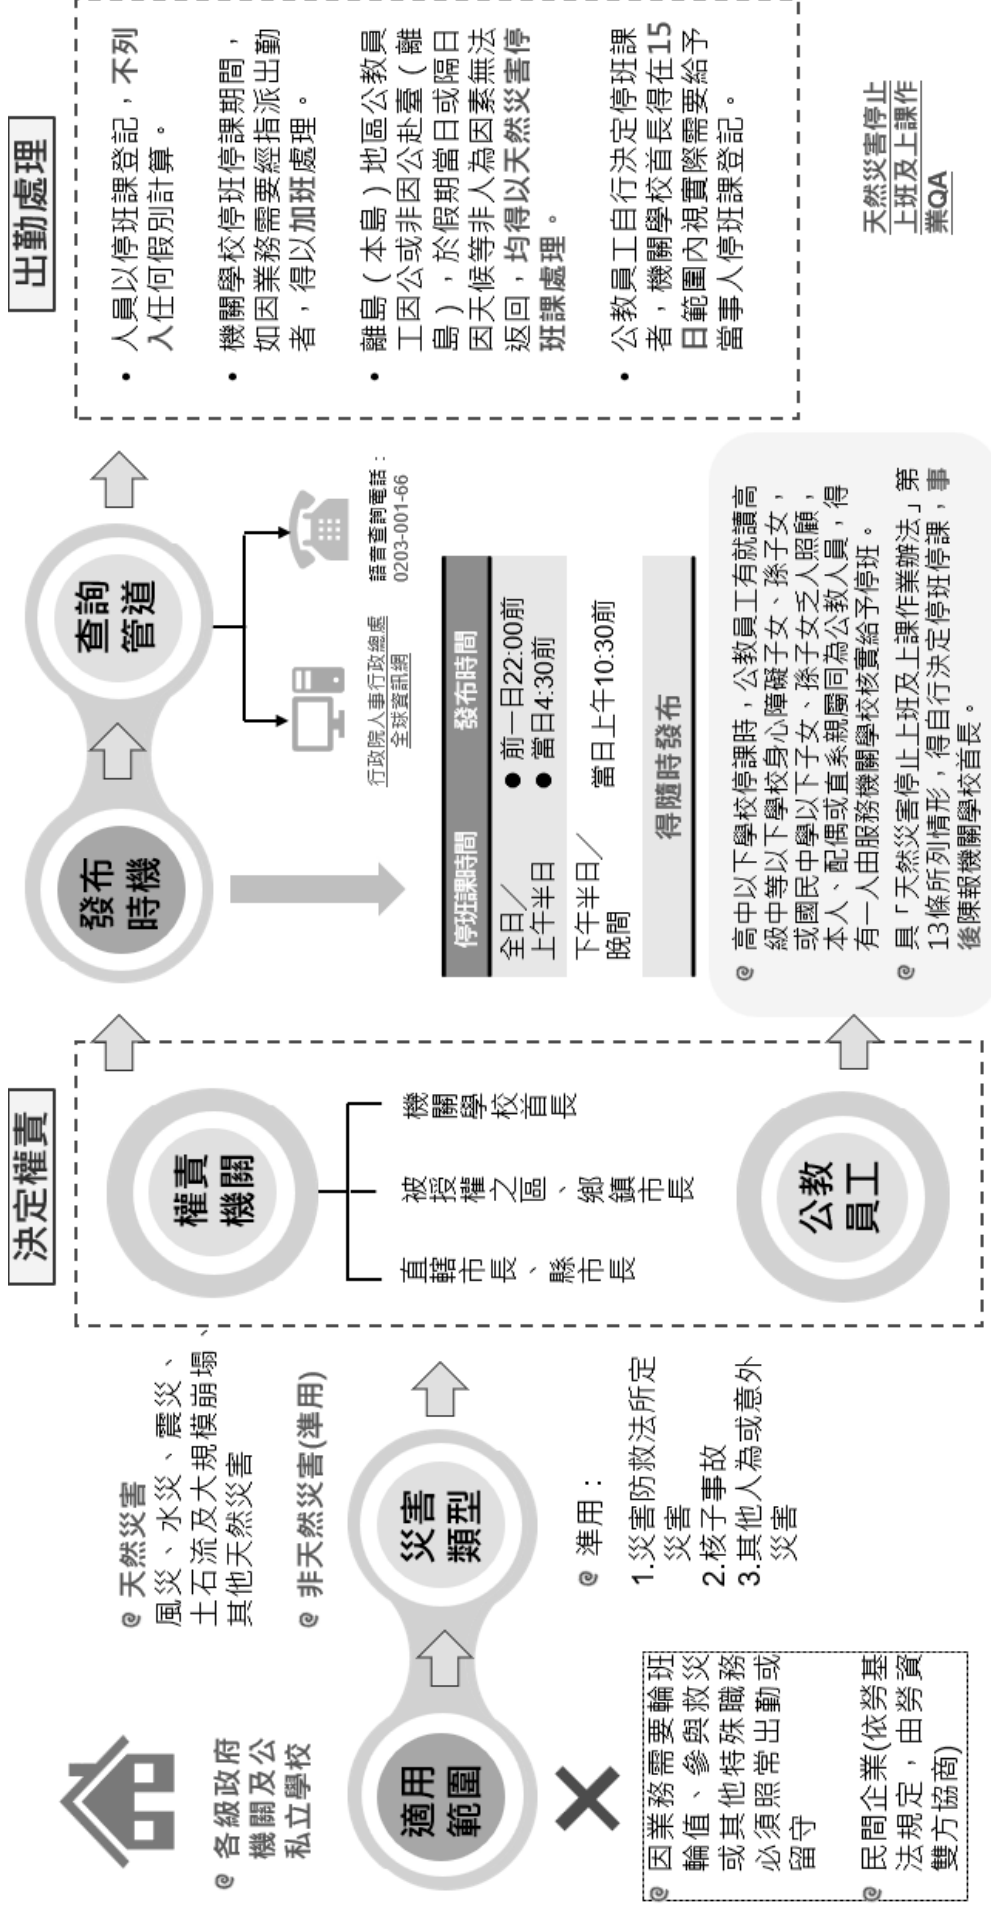 各級政府
機關及公
私立學校
適用
範圍
因業務需要輪班
輪值、參與救災
或其他特殊職務
必須照常出勤或
留守
民間企業(依勞基
法規定，由勞資
雙方協商)
天然災害
風災、水災、震災、
土石流及大規模崩塌、
其他天然災害
非天然災害(準用)
災害
類型
準用：
1.災害防救法所定
災害
2.核子事故
3.其他人為或意外
災害
決定權責
權責
機關
直轄市長、縣市長
被授權之區、鄉鎮市長
機關學校首長
公教
員工
發布
時機
查詢
管道
行政院人事行政總處
全球資訊網
語音查詢電話：
0203-001-66
停班課時間 發布時間
全日╱
上午半日
● 前一日22:00前
● 當日4:30前
下午半日╱
晚間
當日上午10:30前
得隨時發布
高中以下學校停課時，公教員工有就讀高
級中等以下學校身心障礙子女、孫子女，
或國民中學以下子女、孫子女乏人照顧，
本人、配偶或直系親屬同為公教人員，得
有一人由服務機關學校核實給予停班。
具「天然災害停止上班及上課作業辦法」第
13條所列情形，得自行決定停班停課，事
後陳報機關學校首長。
出勤處理
• 人員以停班課登記，不列
入任何假別計算。
• 機關學校停班停課期間，
如因業務需要經指派出勤
者，得以加班處理。
• 離島（本島）地區公教員
工因公或非因公赴臺（離
島），於假期當日或隔日
因天候等非人為因素無法
返回，均得以天然災害停
班課處理。
• 公教員工自行決定停班課
者，機關學校首長得在15
日範圍內視實際需要給予
當事人停班課登記。
天然災害停止
上班及上課作
業QA